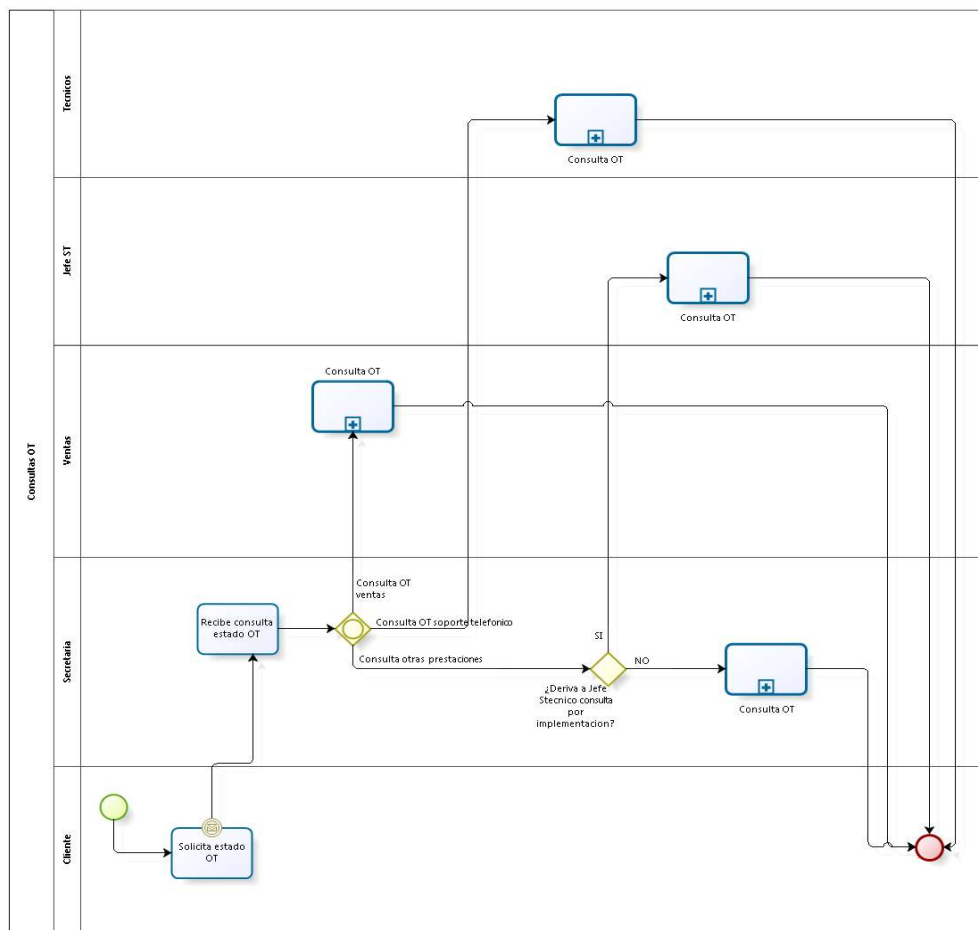 Consultas OT
Tecnicos
Consulta OT
Jefe ST
Consulta OT
Ventas
Consulta OT
Secretaria
Recibe consulta
estado OT
Consulta OT
ventas
Consulta OT soporte telefonico
Consulta otras prestaciones
SI
NO
¿Deriva a Jefe
Stecnico consulta
por
implementacion?
Consulta OT
Cliente
Solicita estado
OT